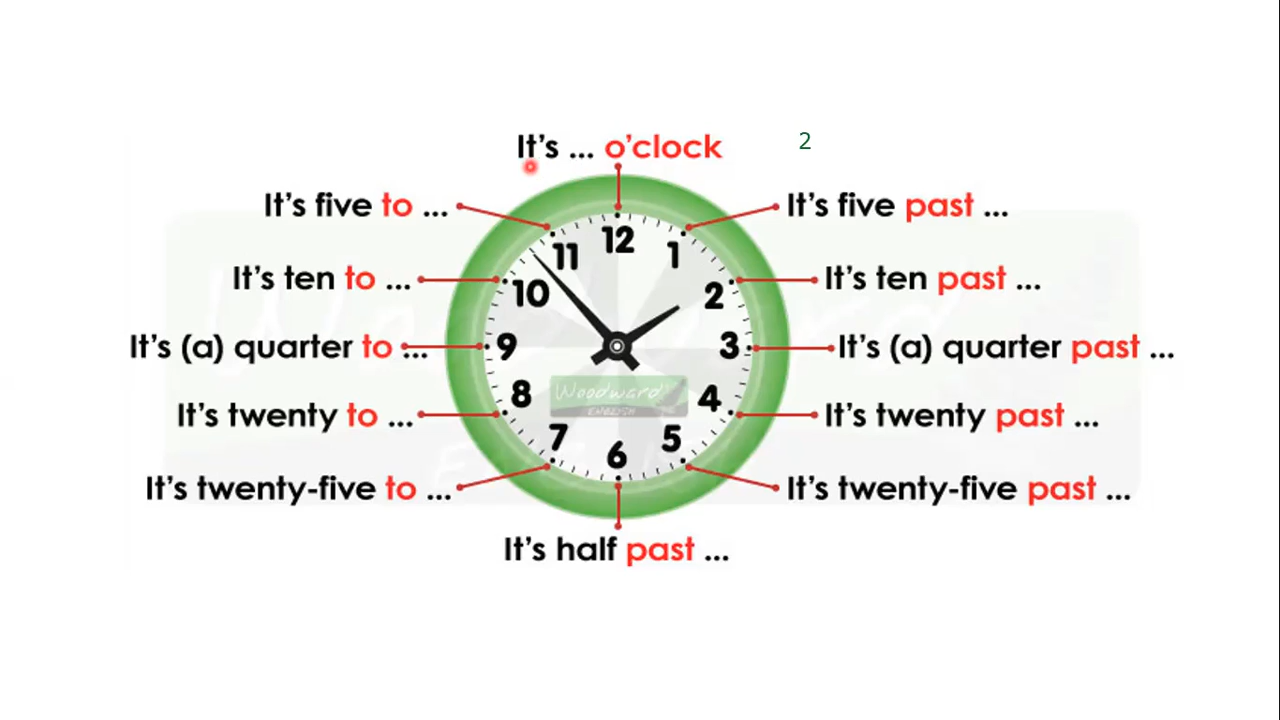 It's ... o'clock
2
It's five to ...
It's five past ...
It's ten to ...
It's ten past ...
It's (a) quarter to ...
It's (a) quarter past ...
It's twenty to ...
It's twenty past ...
It's twenty-five to ...
It's twenty-five past ...
It's half past ...
12
1
2
3
4
5
6
7
8
9
10
11
Woodward
ENGLISH